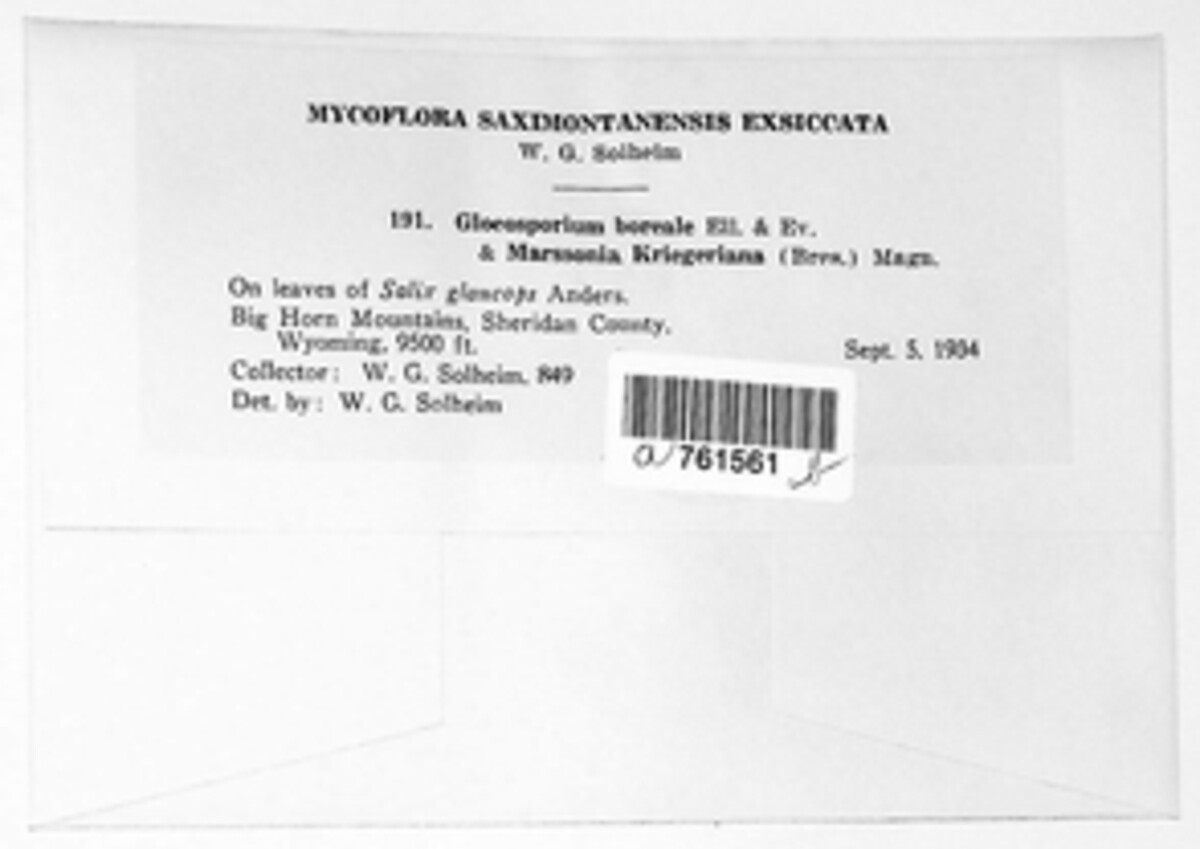 MYCOFLORA SAXIMONTANENSIS EXSICCATA
W. G. Solheim
191. Gloeosporium boreale Ell. & Ev.
& Marssonia Kriegeriana (Bres.) Magn.
On leaves of Salix glaucops Anders.
Big Horn Mountains, Sheridan County,
Wyoming, 9500 ft.
Sept. 5, 1934
Collector: W. G. Solheim, 849
Det. by: W. G. Solheim
a 761561 b